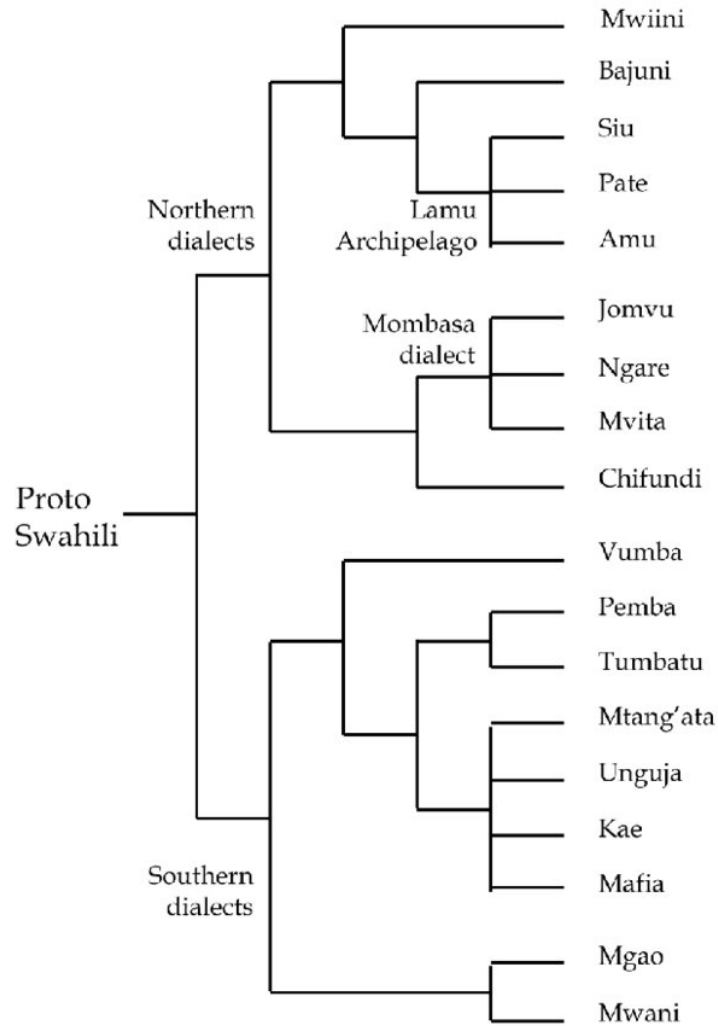 Mwiini
Bajuni
Siu
Pate
Amu
Northern
dialects
Lamu
Archipelago
Mombasa
dialect
Jomvu
Ngare
Mvita
Chifundi
Proto
Swahili
Vumba
Pemba
Tumbatu
Mtang’ata
Unguja
Kae
Mafia
Southern
dialects
Mgao
Mwani